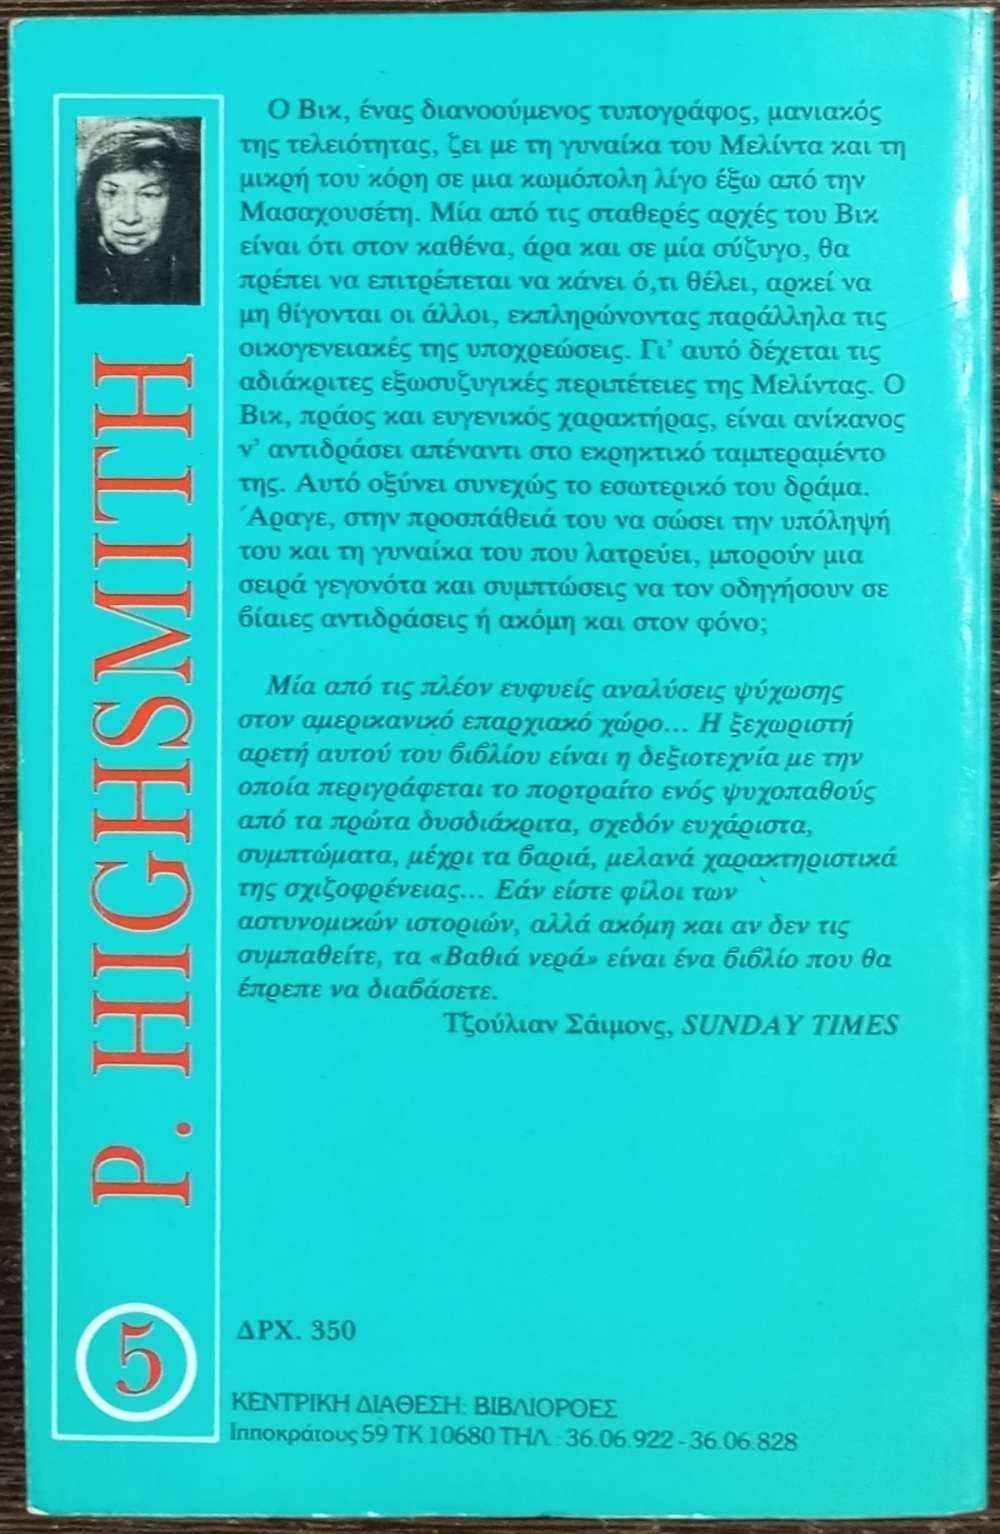 P. HIGHSMITH
5
Ο Βικ, ένας διανοούμενος τυπογράφος, μανιακός
της τελειότητας, ζει με τη γυναίκα του Μελίντα και τη
μικρή του κόρη σε μια κωμόπολη λίγο έξω από την
Μασαχουσέτη. Μία από τις σταθερές αρχές του Βικ
είναι ότι στον καθένα, άρα και σε μία σύζυγο, θα
πρέπει να επιτρέπεται να κάνει ό,τι θέλει, αρκεί να
μη θίγονται οι άλλοι, εκπληρώνοντας παράλληλα τις
οικογενειακές της υποχρεώσεις. Γι' αυτό δέχεται τις
αδιάκριτες εξωσυζυγικές περιπέτειες της Μελίντας. Ο
Βικ, πράος και ευγενικός χαρακτήρας, είναι ανίκανος
ν' αντιδράσει απέναντι στο εκρηκτικό ταμπεραμέντο
της. Αυτό οξύνει συνεχώς το εσωτερικό του δράμα.
Άραγε, στην προσπάθειά του να σώσει την υπόληψή
του και τη γυναίκα του που λατρεύει, μπορούν μια
σειρά γεγονότα και συμπτώσεις να τον οδηγήσουν σε
βίαιες αντιδράσεις ή ακόμη και στον φόνο;
Μία από τις πλέον ευφυείς αναλύσεις ψύχωσης
στον αμερικανικό επαρχιακό χώρο... Η ξεχωριστή
αρετή αυτού του βιβλίου είναι η δεξιοτεχνία με την
οποία περιγράφεται το πορτραίτο ενός ψυχοπαθούς
από τα πρώτα δυσδιάκριτα, σχεδόν ευχάριστα,
συμπτώματα, μέχρι τα βαριά, μελανά χαρακτηριστικά
της σχιζοφρένειας... Εάν είστε φίλοι των
αστυνομικών ιστοριών, αλλά ακόμη και αν δεν τις
συμπαθείτε, τα «Βαθιά νερά» είναι ένα βιβλίο που θα
έπρεπε να διαβάσετε.
Τζούλιαν Σάιμονς, SUNDAY TIMES
ΔΡΧ. 350
ΚΕΝΤΡΙΚΗ ΔΙΑΘΕΣΗ: ΒΙΒΛΙΟΡΟΕΣ
Ιπποκράτους 59 ΤΚ 10680 ΤΗΛ.: 36.06.922 - 36.06.828